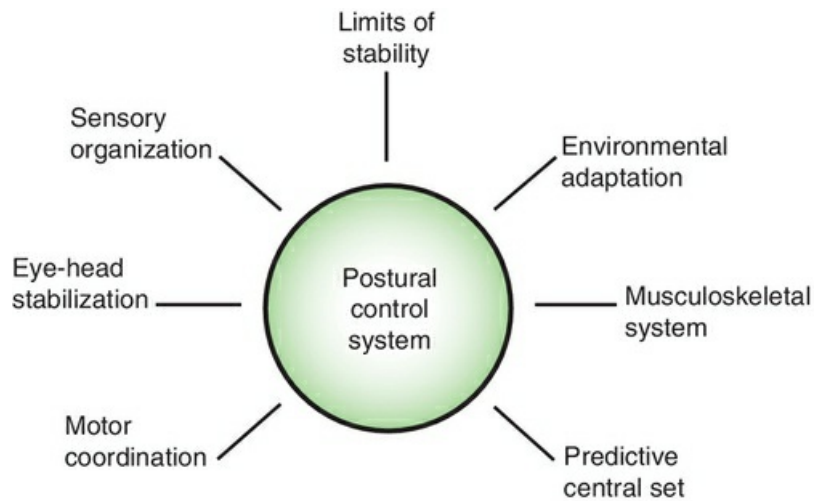 Limits of
stability
Sensory
organization
Environmental
adaptation
Eye-head
stabilization
Postural
control
system
Musculoskeletal
system
Motor
coordination
Predictive
central set